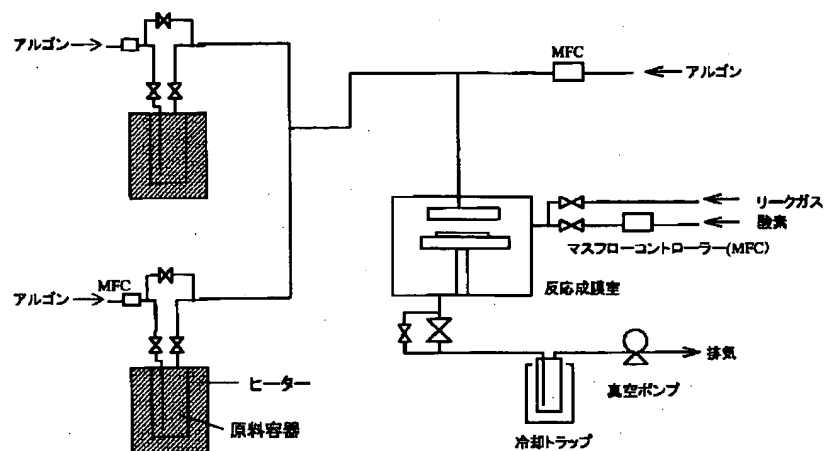 アルゴン
MFC
アルゴン
リークガス
酸素
マスフローコントローラー(MFC)
反応成膜室
アルゴン
MFC
ヒーター
原料容器
排気
真空ポンプ
冷却トラップ